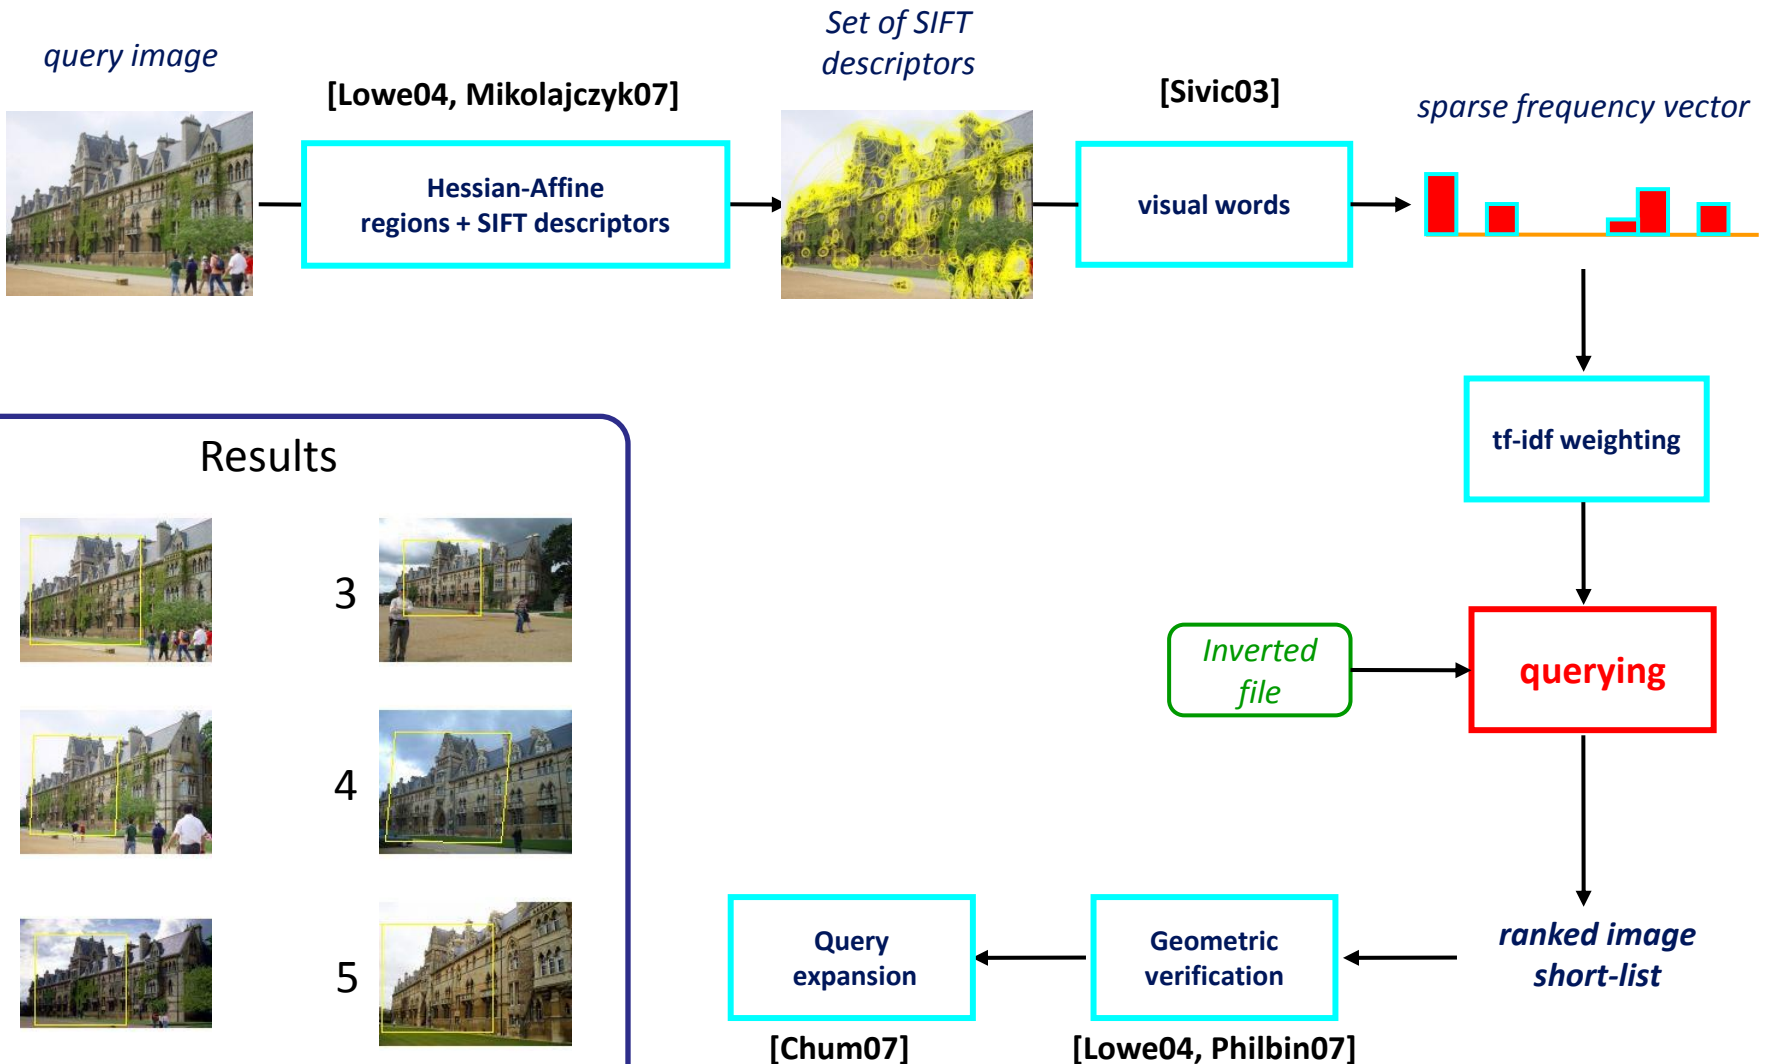 query image
[Lowe04, Mikolajczyk07]
Hessian-Affine
regions + SIFT descriptors
Set of SIFT
descriptors
[Sivic03]
visual words
sparse frequency vector
tf-idf weighting
Inverted
file
querying
ranked image
short-list
Geometric
verification
[Lowe04, Philbin07]
Query
expansion
[Chum07]
Results
3
4
5